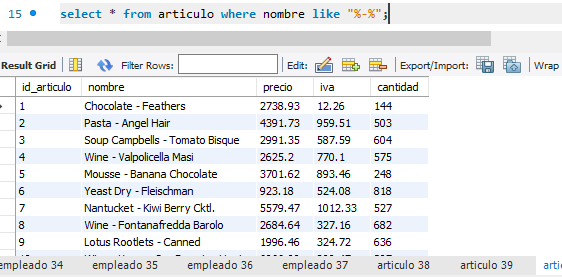 15 select * from articulo where nombre like "%-%";
Result Grid Filter Rows: Edit: Export/Import: Wrap
id_articulo nombre precio iva cantidad
1 Chocolate - Feathers 2738.93 12.26 144
2 Pasta - Angel Hair 4391.73 959.51 503
3 Soup Campbells - Tomato Bisque 2991.35 587.59 604
4 Wine - Valpolicella Masi 2625.2 770.1 575
5 Mousse - Banana Chocolate 3701.62 893.46 248
6 Yeast Dry - Fleischman 923.18 524.08 818
7 Nantucket - Kiwi Berry Cktl. 5579.47 1012.33 527
8 Wine - Fontanafredda Barolo 2684.64 327.16 682
9 Lotus Rootlets - Canned 1996.46 324.72 636
empleado 34 empleado 35 empleado 36 empleado 37 articulo 38 articulo 39